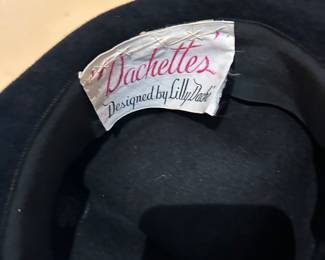 "Dachettes"
Designed by Lilly Daché